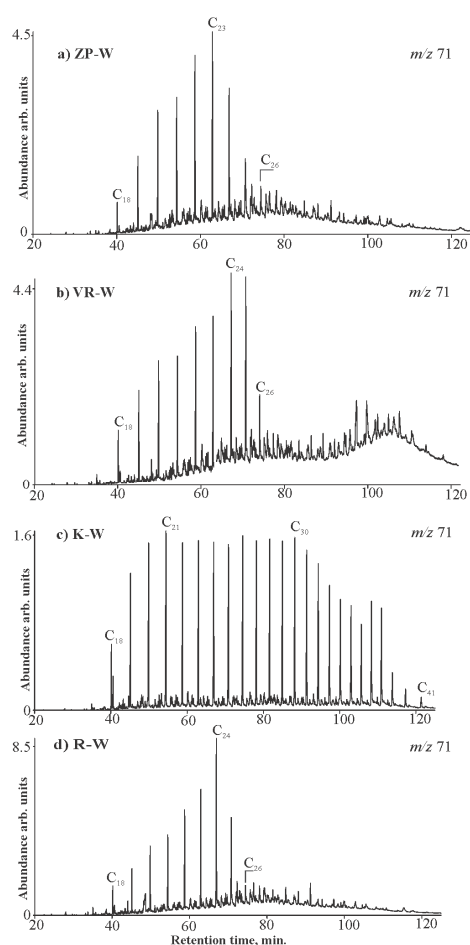 C23
4.5
a) ZP-W
m/z 71
Abundance arb. units
C18
C26
0
20 40 60 80 100 120
C24
4.4
b) VR-W
m/z 71
Abundance arb. units
C26
C18
0
20 40 60 80 100 120
C21
C30
1.6
c) K-W
m/z 71
Abundance arb. units
C18
C41
0
20 40 60 80 100 120
C24
8.5
d) R-W
m/z 71
Abundance arb. units
C18
C26
0
20 40 60 80 100 120
Retention time, min.